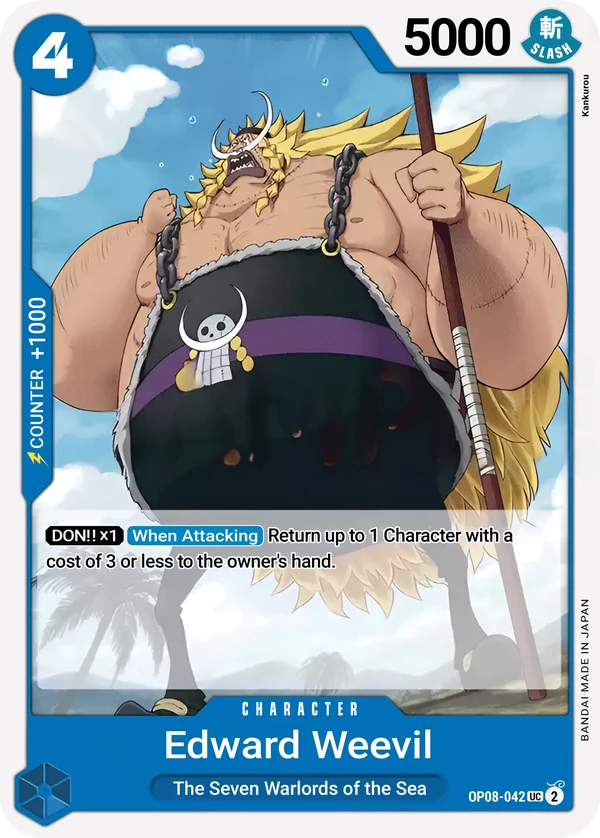 4
5000
斬
SLASH
Kankurou
COUNTER +1000
DON!! x1 When Attacking Return up to 1 Character with a
cost of 3 or less to the owner's hand.
BANDAI MADE IN JAPAN
CHARACTER
Edward Weevil
The Seven Warlords of the Sea
OP08-042 UC 2